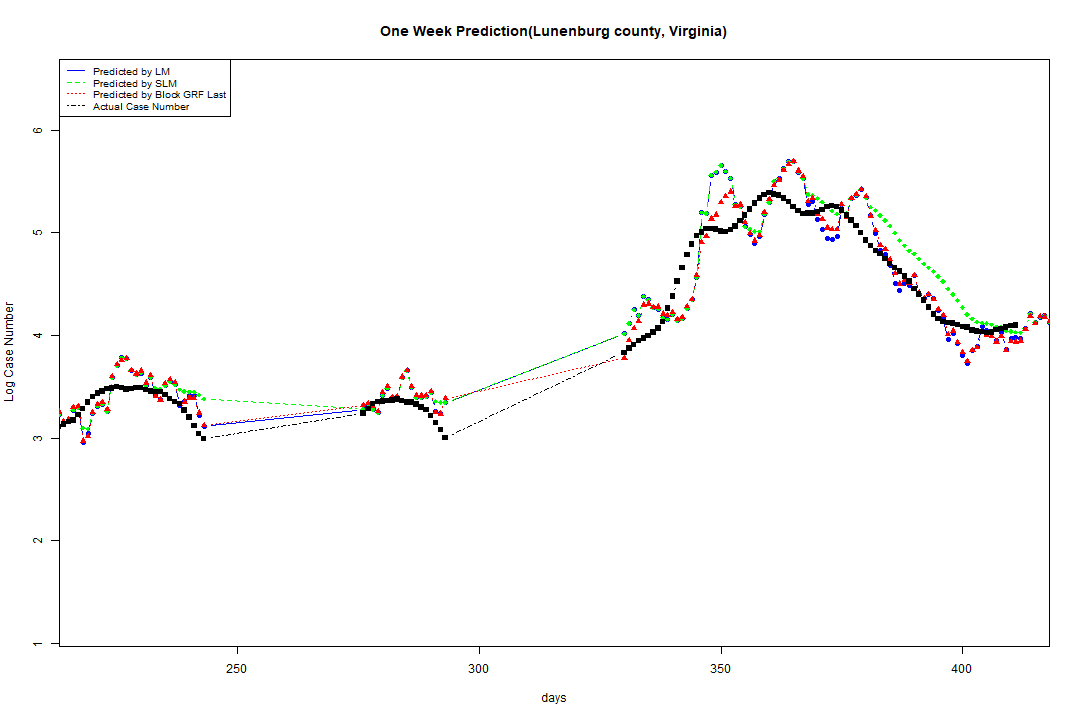 One Week Prediction(Lunenburg county, Virginia)
Predicted by LM
Predicted by SLM
Predicted by Block GRF Last
Actual Case Number
6
5
4
3
2
1
Log Case Number
250 300 350 400
days